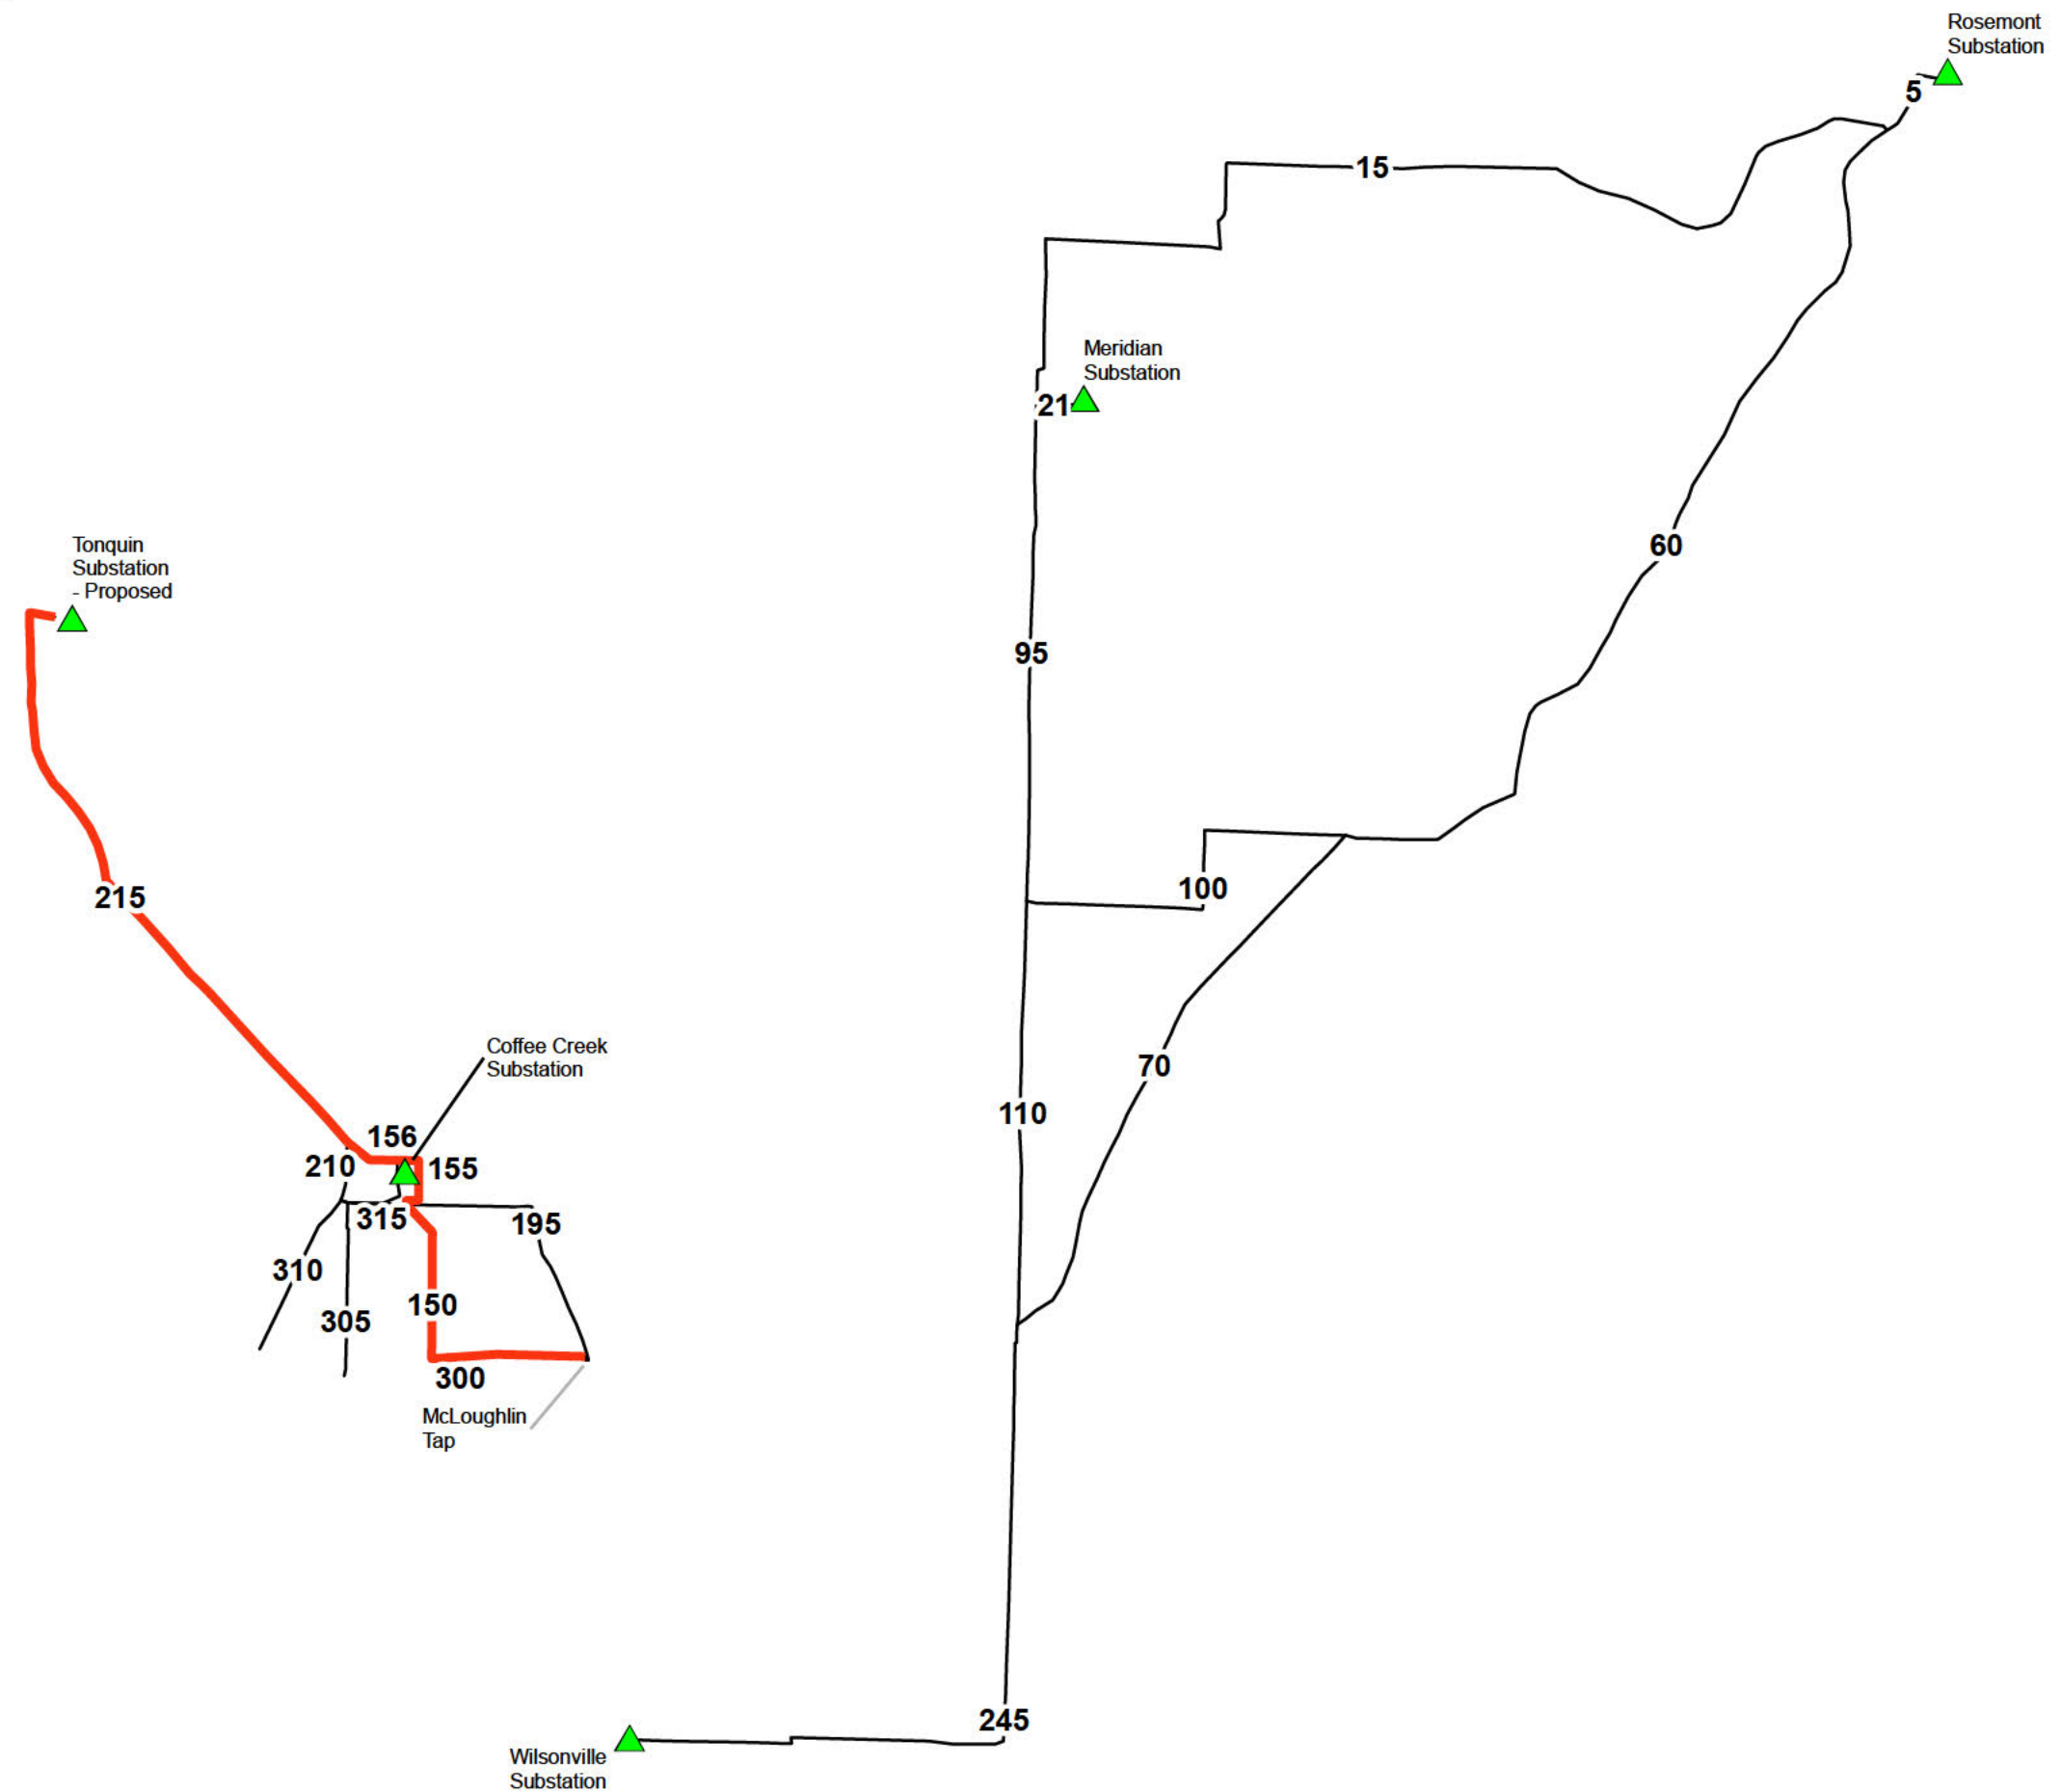 Rosemont
Substation
5
15
Meridian
Substation
21
Tonquin
Substation
- Proposed
60
95
100
215
Coffee Creek
Substation
70
110
156
210
155
315
195
310
150
305
300
McLoughlin
Tap
245
Wilsonville
Substation